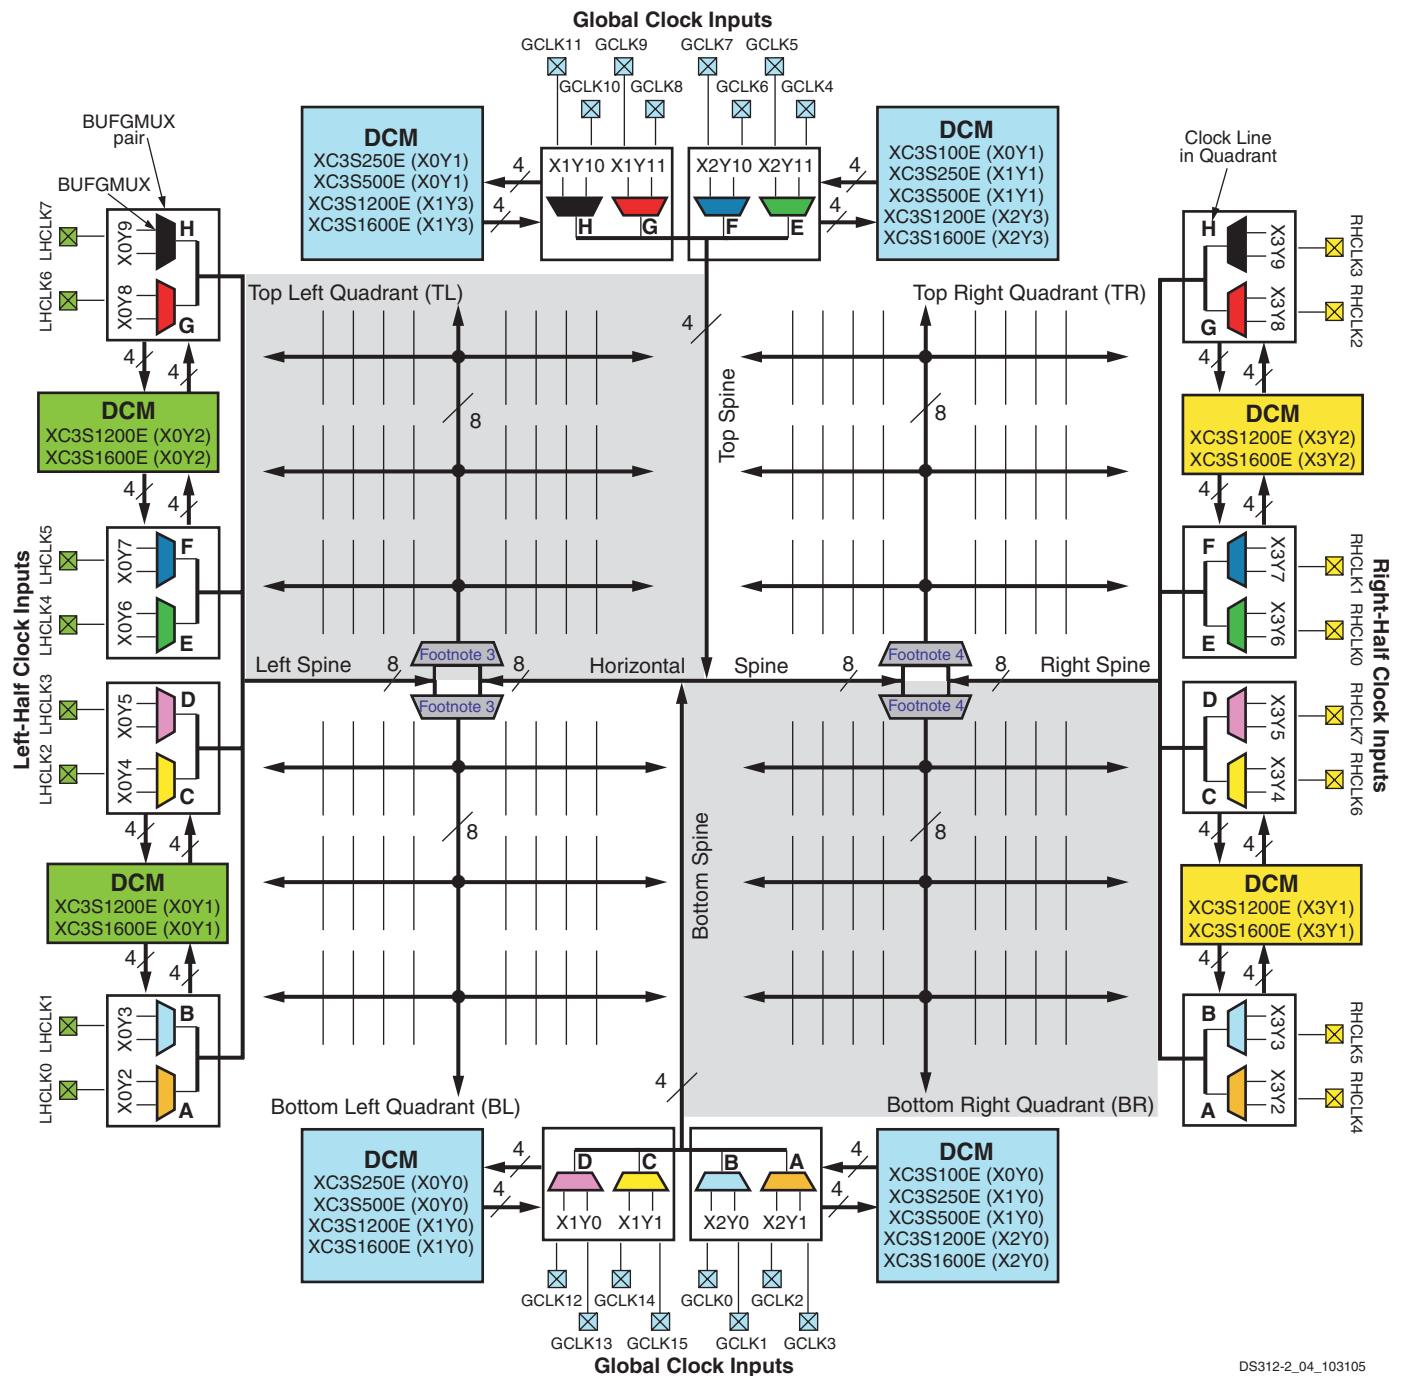 Global Clock Inputs
GCLK11 GCLK9 GCLK7 GCLK5
GCLK10 GCLK8 GCLK6 GCLK4
BUFGMUX
pair
BUFGMUX
DCM
XC3S250E (X0Y1)
XC3S500E (X0Y1)
XC3S1200E (X1Y3)
XC3S1600E (X1Y3)
4
4
X1Y10 X1Y11
H G
X2Y10 X2Y11
F E
4
4
DCM
XC3S100E (X0Y1)
XC3S250E (X1Y1)
XC3S500E (X1Y1)
XC3S1200E (X2Y3)
XC3S1600E (X2Y3)
Clock Line
in Quadrant
Left-Half Clock Inputs
LHCLK7
LHCLK6
X0Y9
X0Y8
H
G
4
4
DCM
XC3S1200E (X0Y2)
XC3S1600E (X0Y2)
4
4
LHCLK5
LHCLK4
X0Y7
X0Y6
F
E
LHCLK3
LHCLK2
X0Y5
X0Y4
D
C
4
4
DCM
XC3S1200E (X0Y1)
XC3S1600E (X0Y1)
4
4
LHCLK1
LHCLK0
X0Y3
X0Y2
B
A
Top Left Quadrant (TL)
8
4
Top Spine
Top Right Quadrant (TR)
8
Footnote 3
Footnote 4
Left Spine
8
8
Horizontal
Spine
8
8
Right Spine
Footnote 3
Footnote 4
8
Bottom Spine
8
4
Bottom Left Quadrant (BL)
Bottom Right Quadrant (BR)
H
G
X3Y9
X3Y8
RHCLK3
RHCLK2
4
4
DCM
XC3S1200E (X3Y2)
XC3S1600E (X3Y2)
4
4
F
E
X3Y7
X3Y6
RHCLK1
RHCLK0
Right-Half Clock Inputs
D
C
X3Y5
X3Y4
RHCLK7
RHCLK6
4
4
DCM
XC3S1200E (X3Y1)
XC3S1600E (X3Y1)
4
4
B
A
X3Y3
X3Y2
RHCLK5
RHCLK4
DCM
XC3S250E (X0Y0)
XC3S500E (X0Y0)
XC3S1200E (X1Y0)
XC3S1600E (X1Y0)
4
4
D C
X1Y0 X1Y1
B A
X2Y0 X2Y1
4
4
DCM
XC3S100E (X0Y0)
XC3S250E (X1Y0)
XC3S500E (X1Y0)
XC3S1200E (X2Y0)
XC3S1600E (X2Y0)
GCLK12 GCLK14 GCLK0 GCLK2
GCLK13 GCLK15 GCLK1 GCLK3
Global Clock Inputs
DS312-2_04_103105